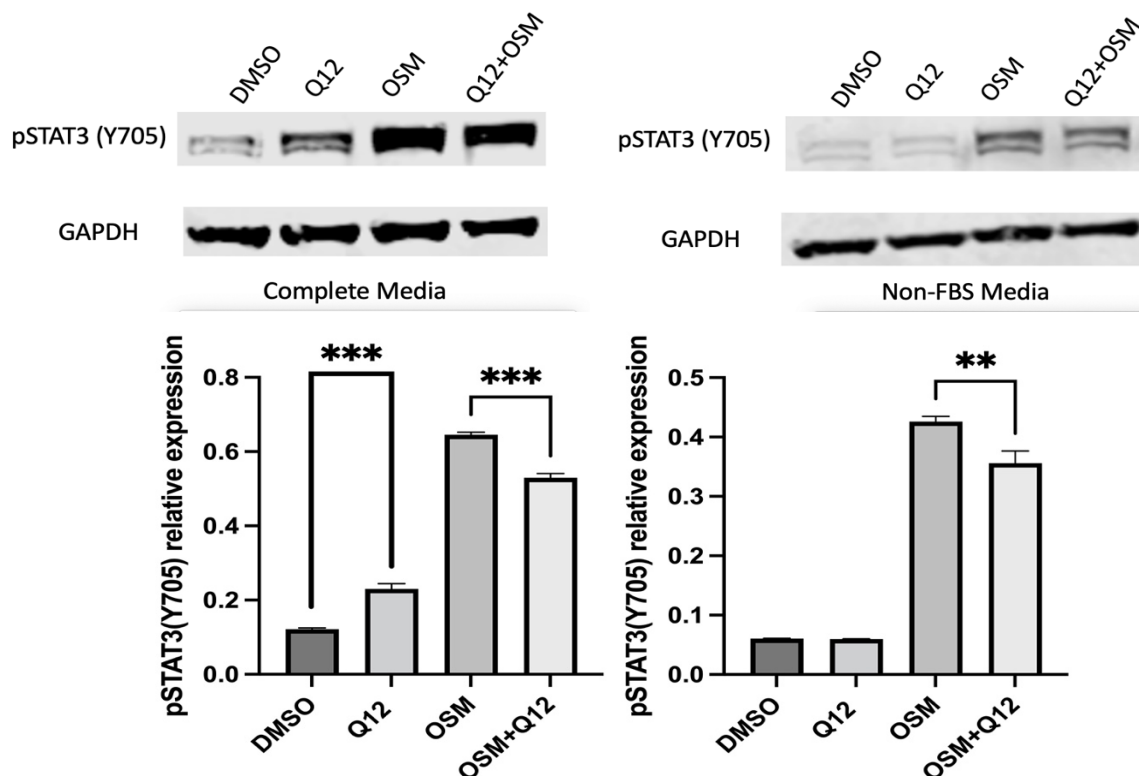 DMSO Q12 OSM Q12+OSM
pSTAT3 (Y705)
GAPDH
Complete Media
DMSO Q12 OSM Q12+OSM
pSTAT3 (Y705)
GAPDH
Non-FBS Media
pSTAT3(Y705) relative expression
0.8
0.6
0.4
0.2
0.0
***
***
DMSO Q12 OSM OSM+Q12
pSTAT3(Y705) relative expression
0.5
0.4
0.3
0.2
0.1
0.0
**
DMSO Q12 OSM OSM+Q12